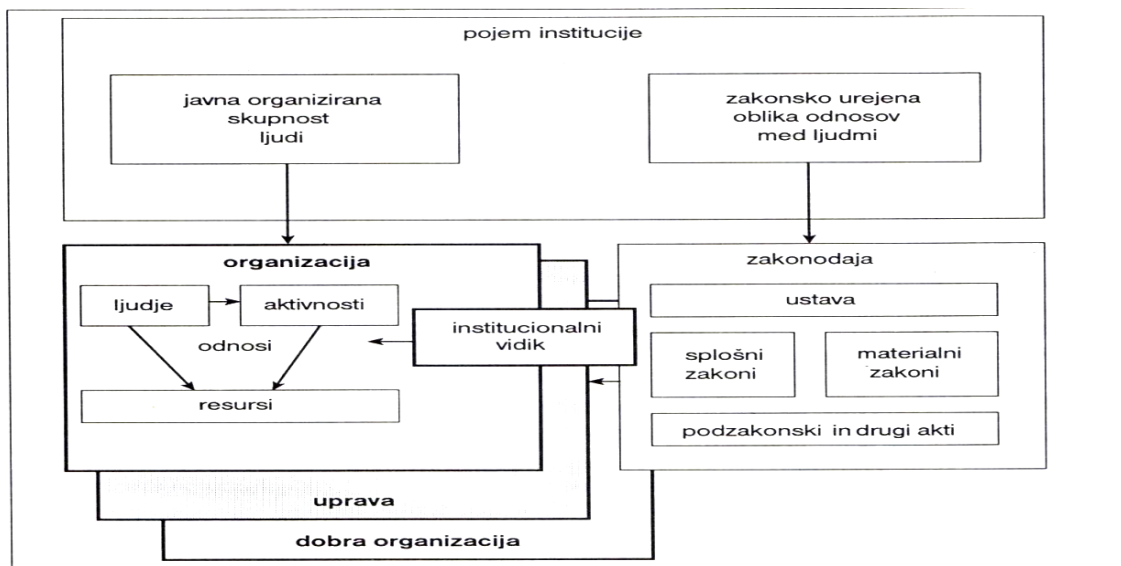 pojem institucije
javna organizirana
skupnost
ljudi
zakonsko urejena
oblika odnosov
med ljudmi
organizacija
ljudje
aktivnosti
odnosi
resursi
institucionalni
vidik
uprava
dobra organizacija
zakonodaja
ustava
splošni
zakoni
materialni
zakoni
podzakonski in drugi akti